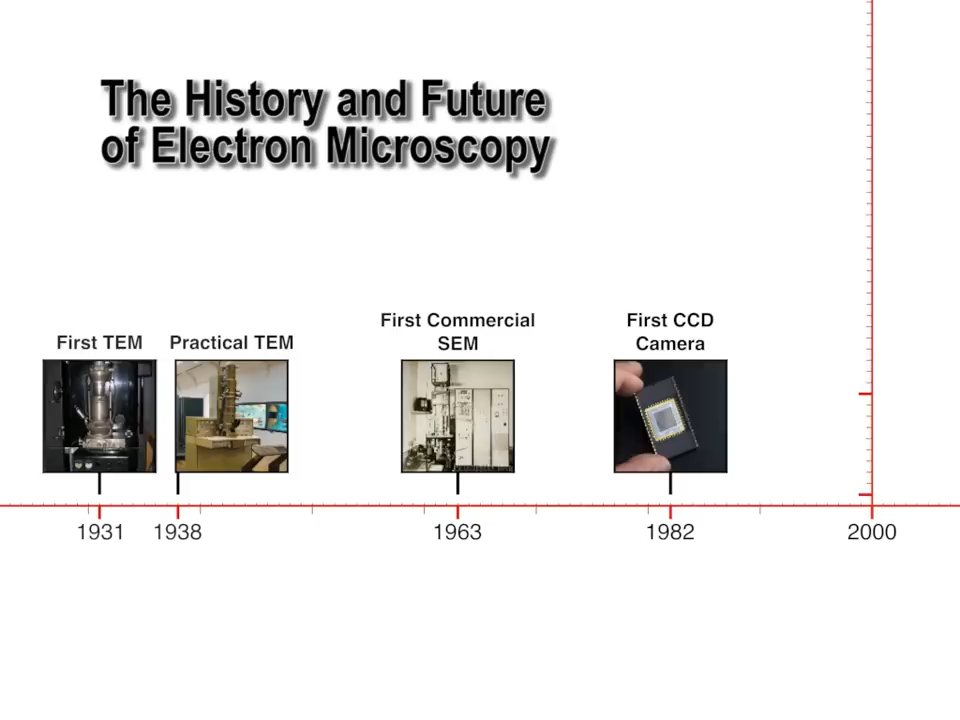 The History and Future
of Electron Microscopy
First TEM
Practical TEM
First Commercial
SEM
First CCD
Camera
1931
1938
1963
1982
2000